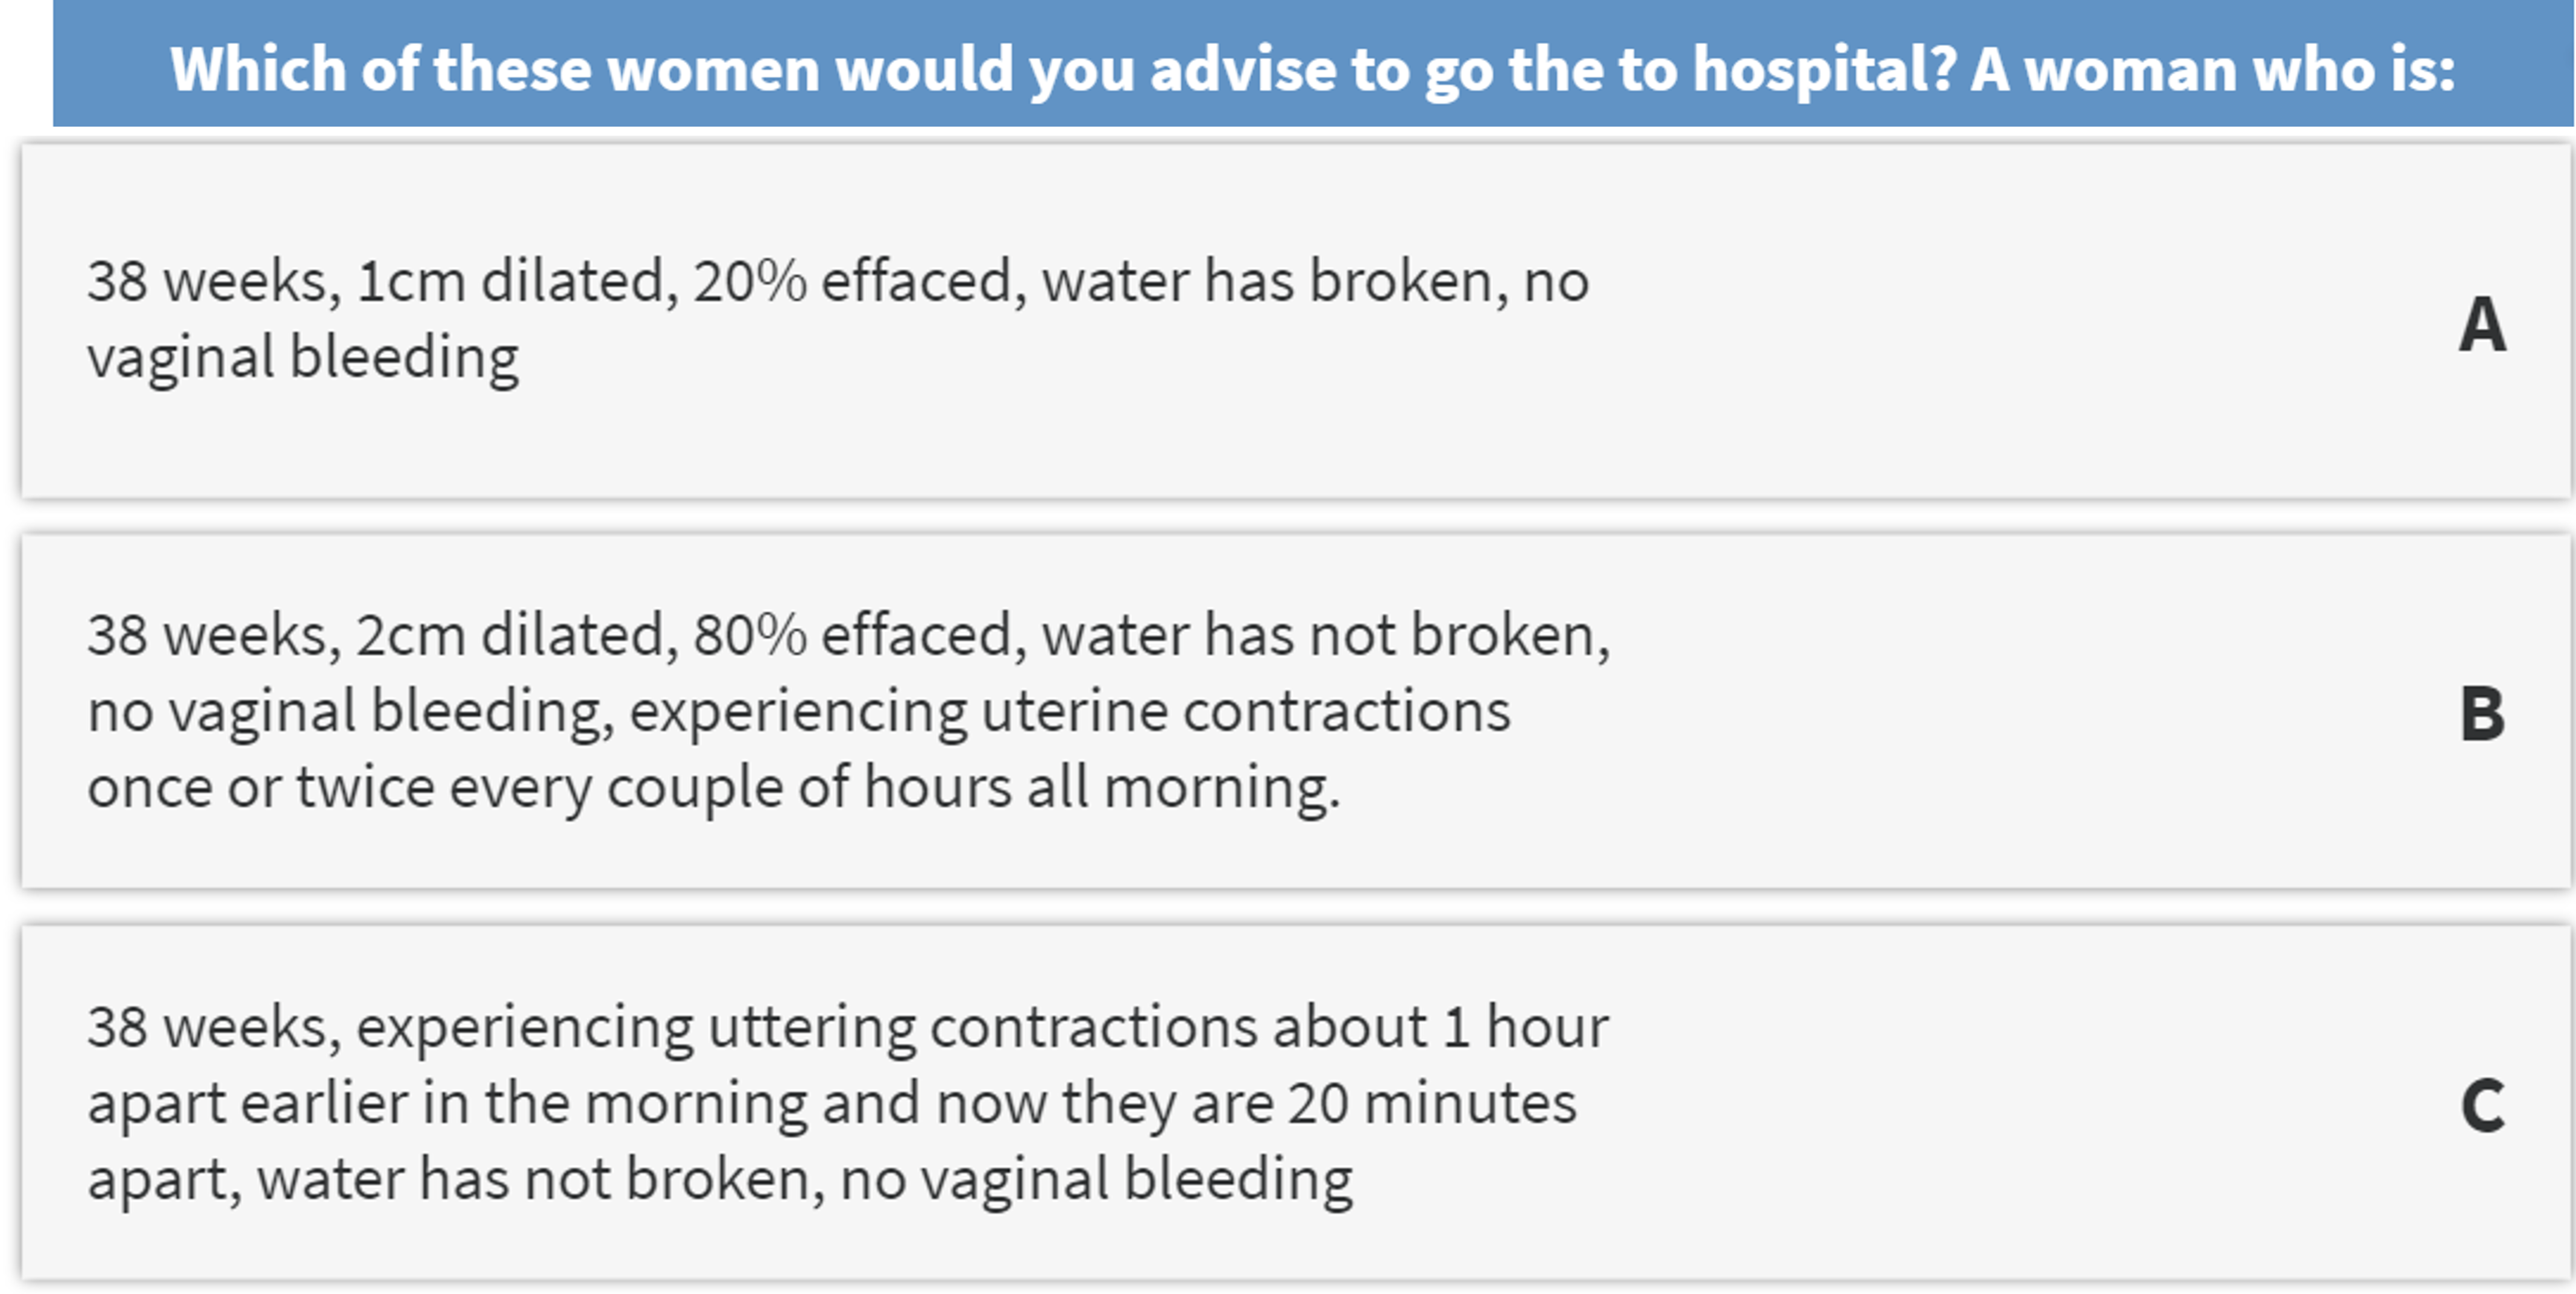 Which of these women would you advise to go the to hospital? A woman who is:
38 weeks, 1cm dilated, 20% effaced, water has broken, no
vaginal bleeding
A
38 weeks, 2cm dilated, 80% effaced, water has not broken,
no vaginal bleeding, experiencing uterine contractions
once or twice every couple of hours all morning.
B
38 weeks, experiencing uttering contractions about 1 hour
apart earlier in the morning and now they are 20 minutes
apart, water has not broken, no vaginal bleeding
C